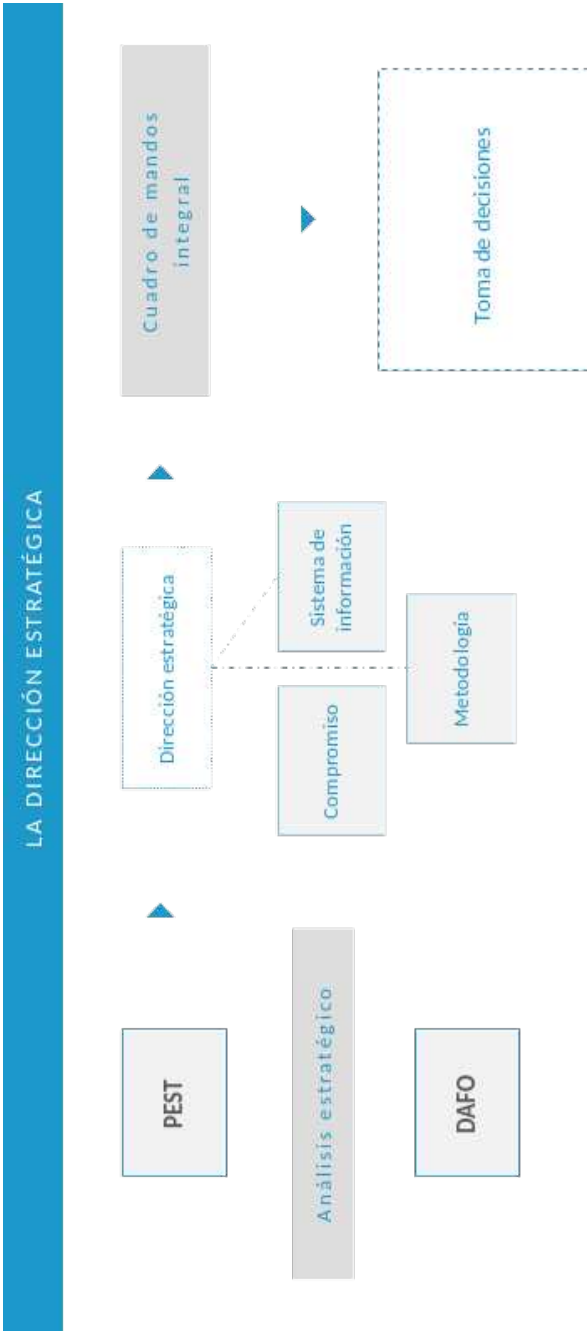 LA DIRECCIÓN ESTRATÉGICA
PEST
Análisis estratégico
DAFO
Dirección estratégica
Compromiso
Sistema de
información
Metodología
Cuadro de mandos
integral
Toma de decisiones